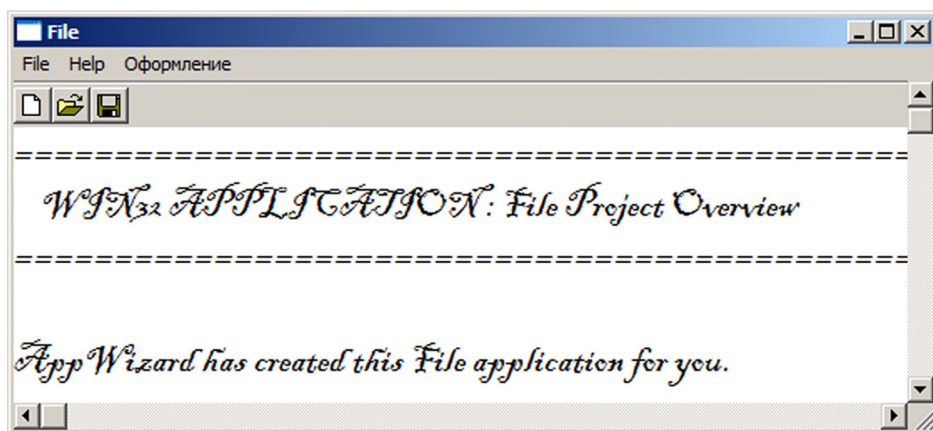 File
File Help Оформление
=============================================
WIN32 APPLICATION : File Project Overview
=============================================
AppWizard has created this File application for you.